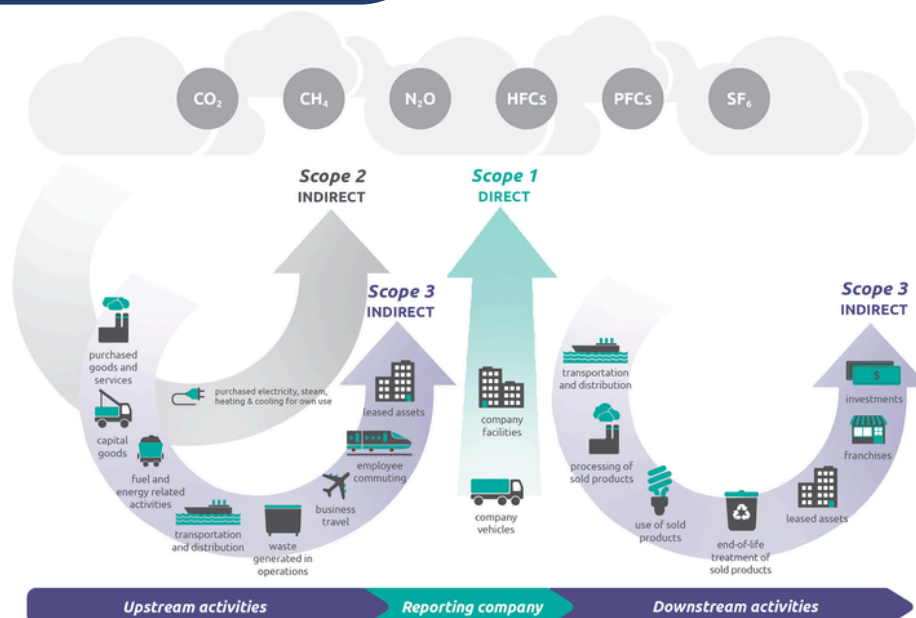 CO₂
CH₄
N₂O
HFCs
PFCs
SF₆
Scope 2
INDIRECT
Scope 1
DIRECT
Scope 3
INDIRECT
Scope 3
INDIRECT
purchased
goods and
services
capital
goods
fuel and
energy related
activities
purchased electricity, steam,
heating & cooling for own use
transportation
and distribution
waste
generated in
operations
business
travel
employee
commuting
leased assets
company
facilities
company
vehicles
transportation
and distribution
processing of
sold products
use of sold
products
end-of-life
treatment of
sold products
leased assets
franchises
investments
$
Upstream activities
Reporting company
Downstream activities